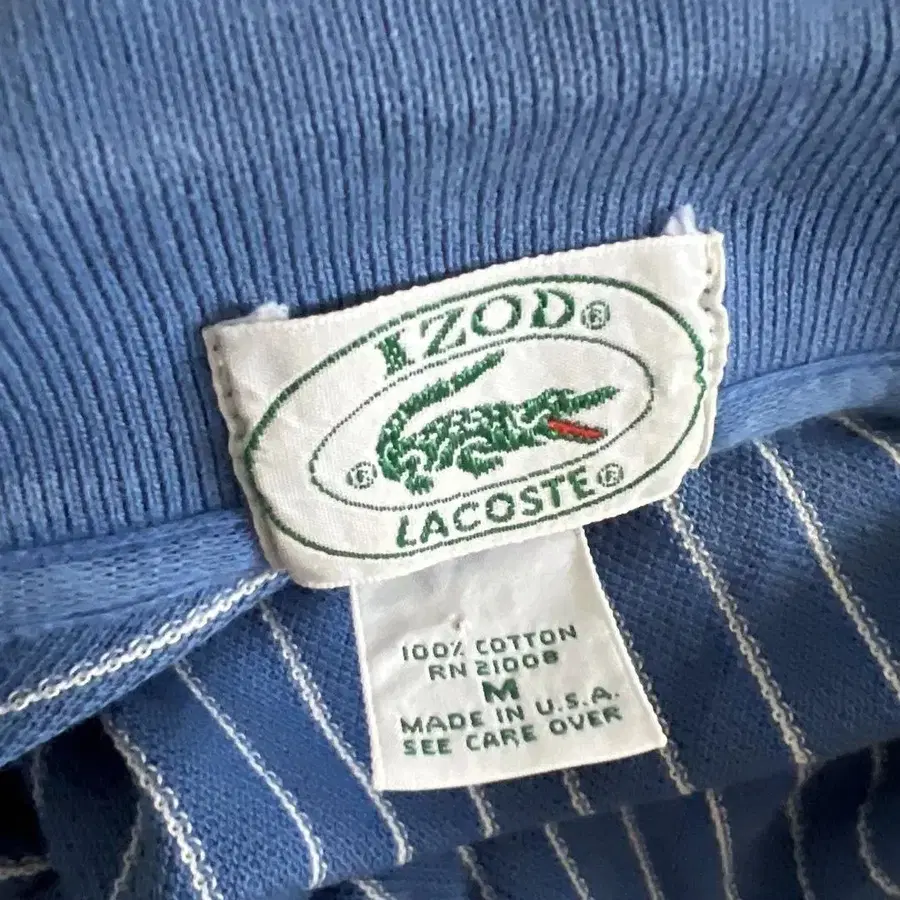 IZOD®
®
LACOSTE®
100% COTTON
RN 21008
M
MADE IN U.S.A.
SEE CARE OVER